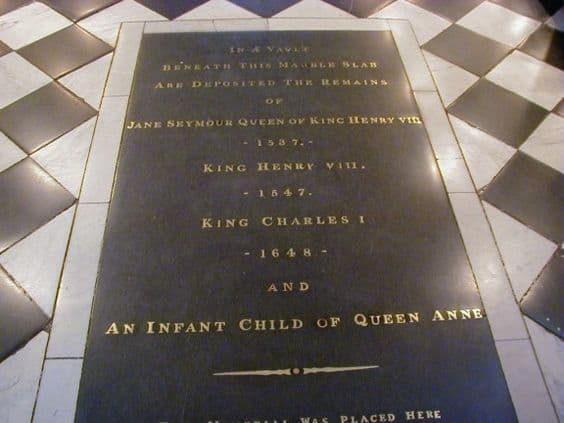 IN A VAULT
BENEATH THIS MARBLE SLAB
ARE DEPOSITED THE REMAINS
OF
JANE SEYMOUR QUEEN OF KING HENRY VIII
- 1537. -
KING HENRY VIII.
- 1547.
KING CHARLES I
- 1648 -
AND
AN INFANT CHILD OF QUEEN ANNE
MEMORIAL WAS PLACED HERE